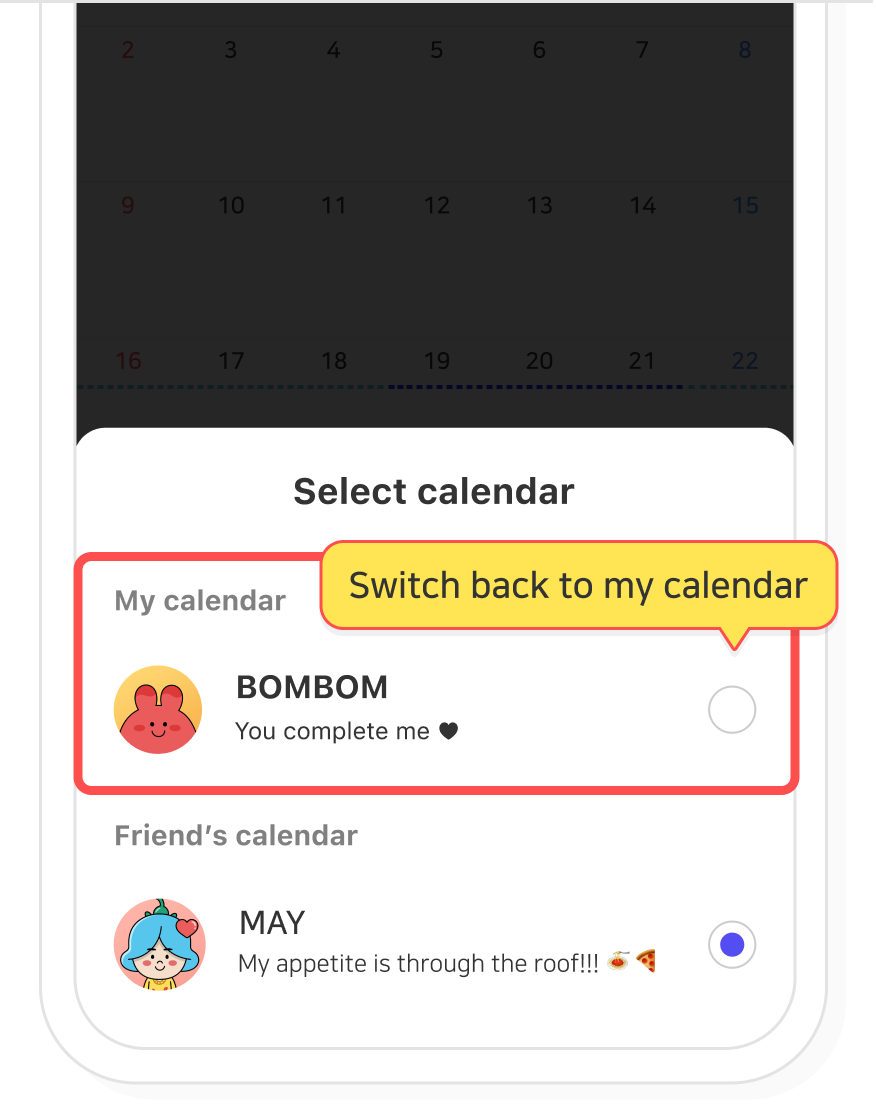 2 3 4 5 6 7 8
9 10 11 12 13 14 15
16 17 18 19 20 21 22
Select calendar
Switch back to my calendar
My calendar
BOMBOM
You complete me 🖤
Friend's calendar
MAY
My appetite is through the roof!!! 🍝🍕